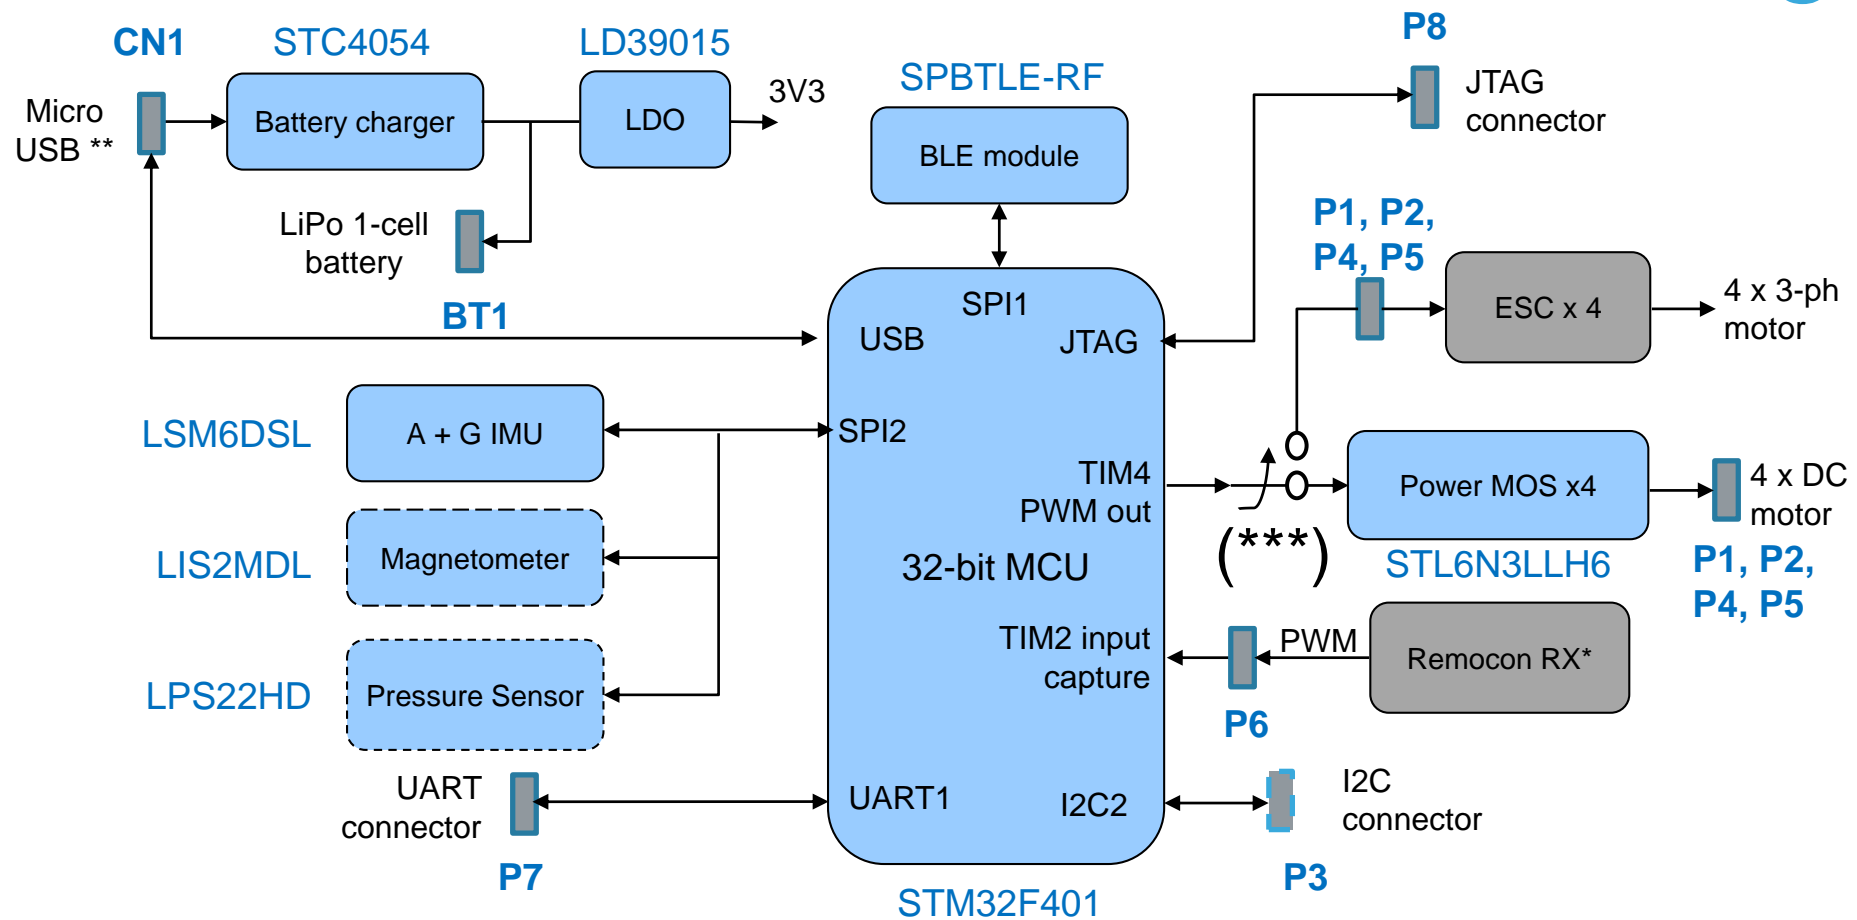 CN1
STC4054
LD39015
P8
SPBTLE-RF
Micro
USB **
Battery charger
LDO
3V3
JTAG
connector
BLE module
LiPo 1-cell
battery
BT1
P1, P2,
P4, P5
ESC x 4
4 x 3-ph
motor
SPI1
USB
JTAG
LSM6DSL
A + G IMU
SPI2
TIM4
PWM out
(***)
Power MOS x4
4 x DC
motor
STL6N3LLH6
P1, P2,
P4, P5
LIS2MDL
Magnetometer
32-bit MCU
TIM2 input
capture
PWM
Remocon RX*
P6
LPS22HD
Pressure Sensor
UART
connector
P7
UART1
I2C2
I2C
connector
P3
STM32F401